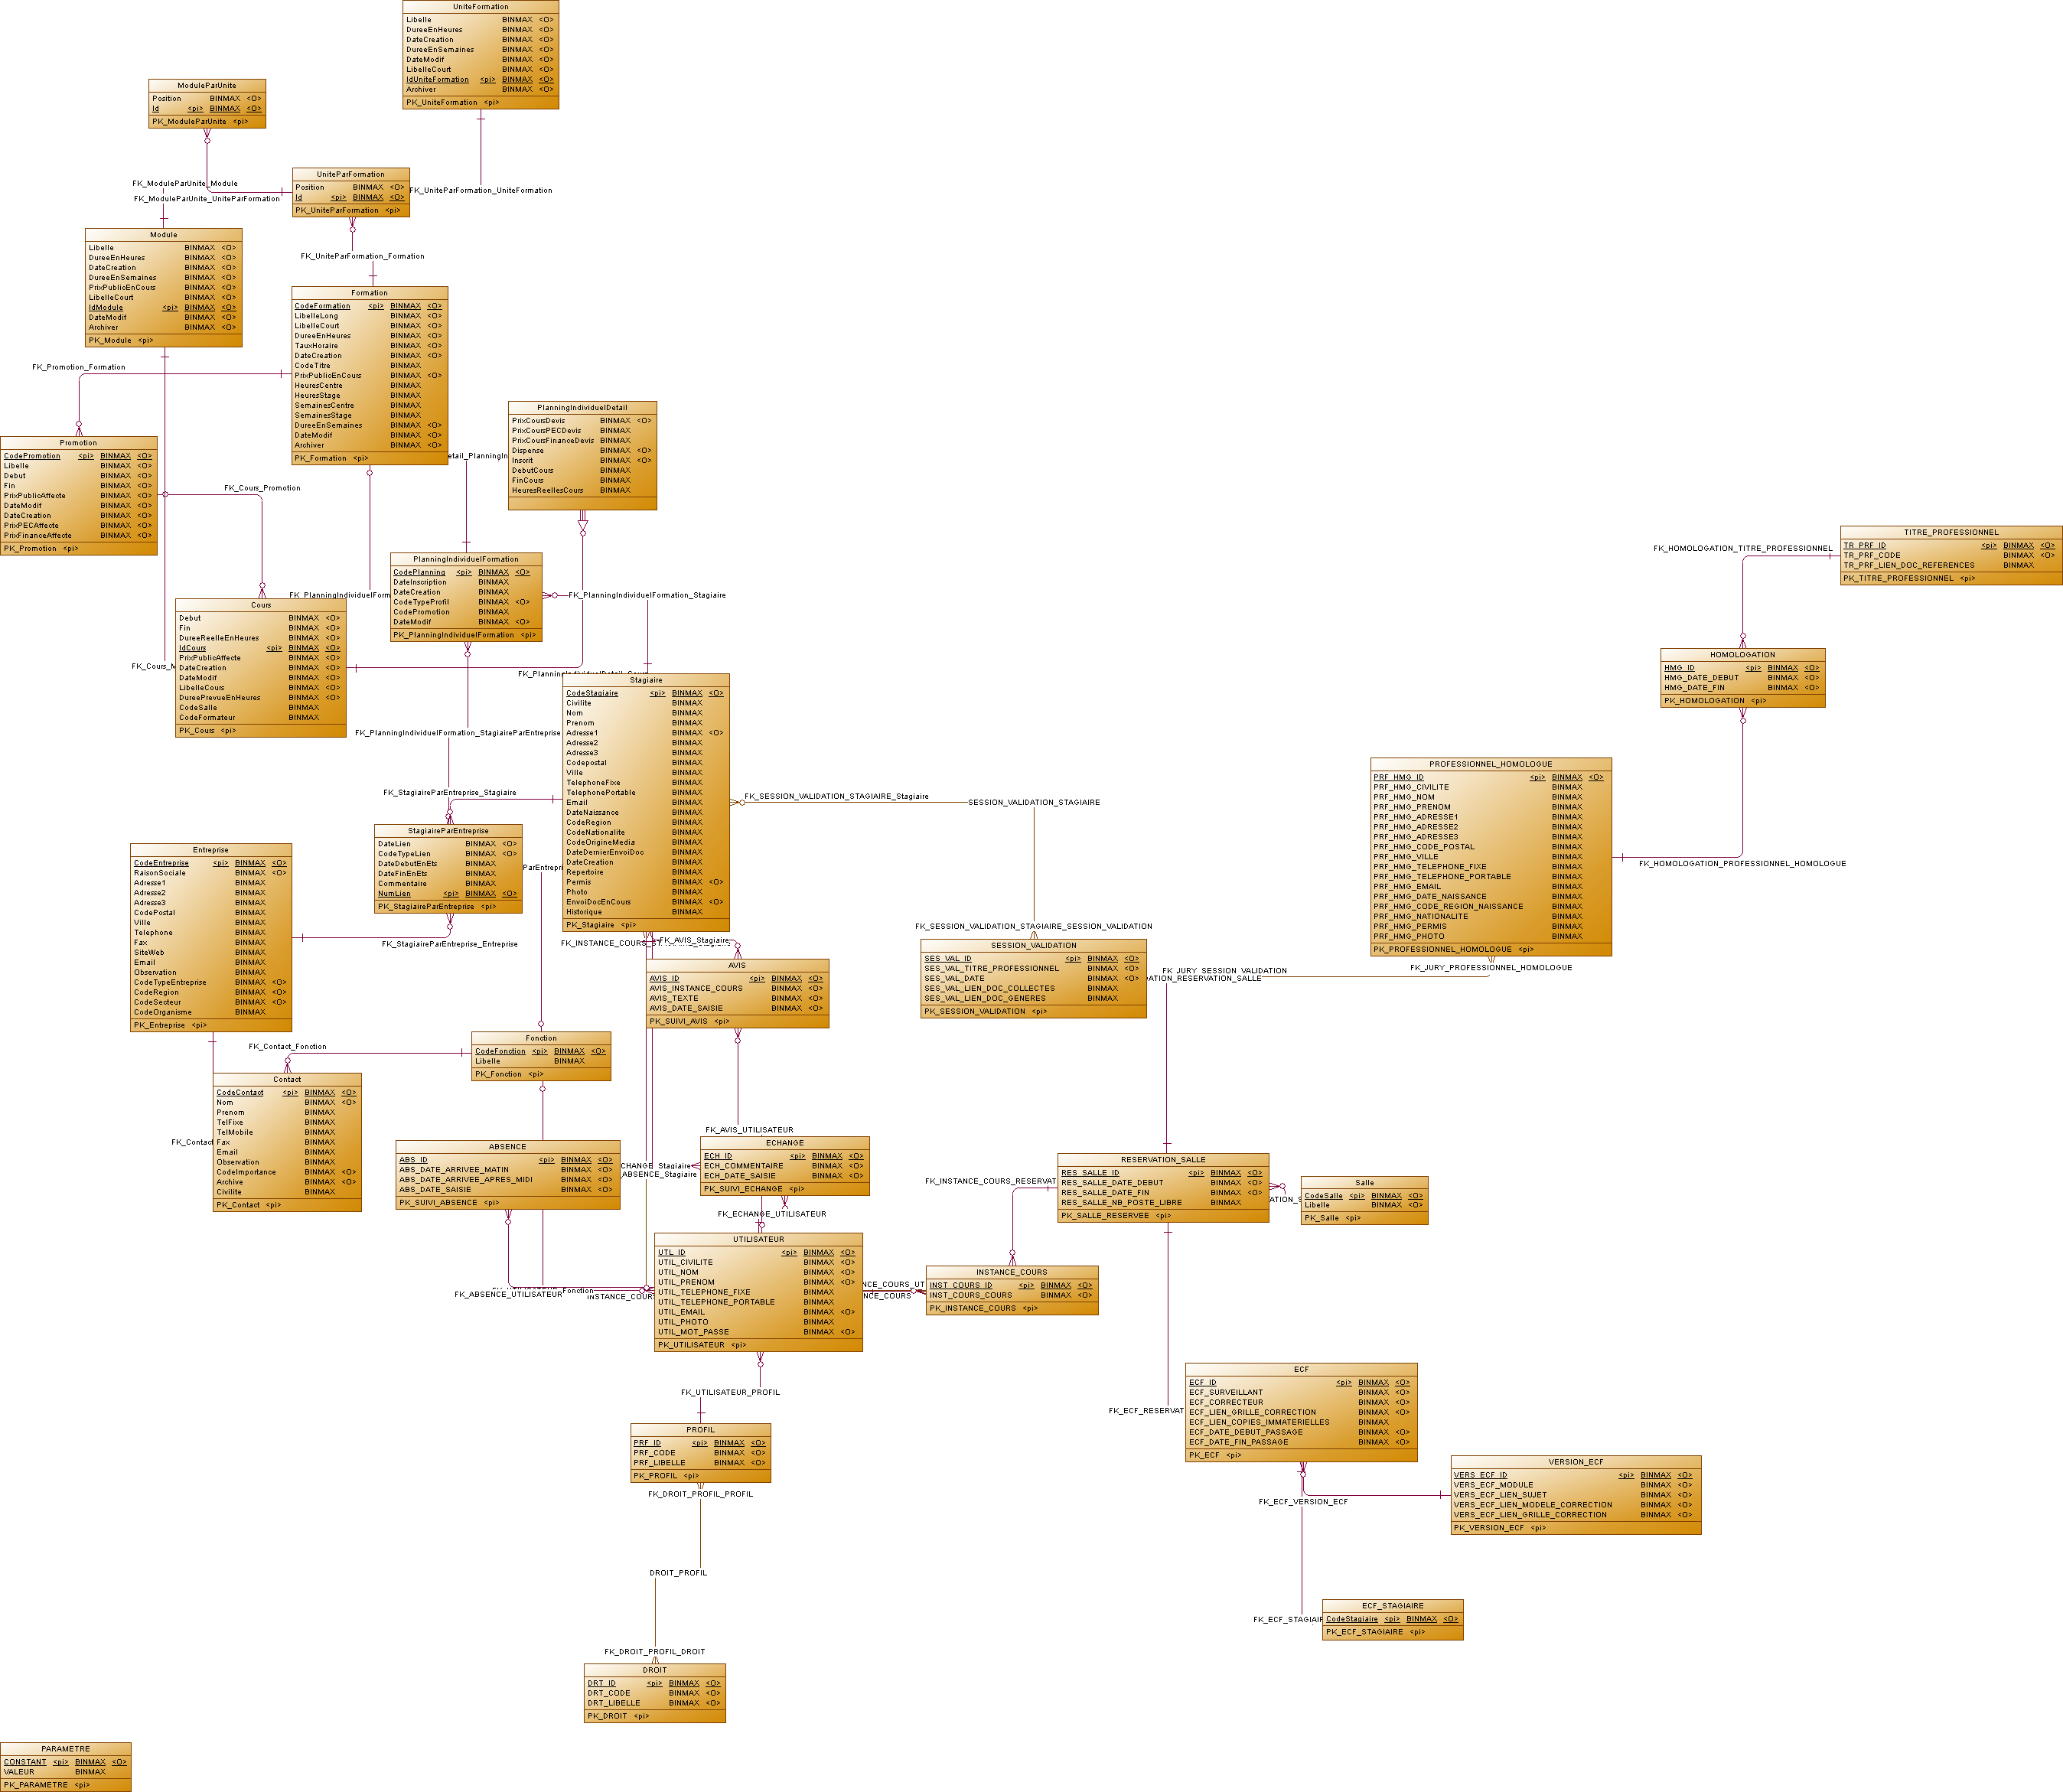 UniteFormation
Libelle BINMAX <O>
DureeEnHeures BINMAX <O>
DateCreation BINMAX <O>
DureeEnSemaines BINMAX <O>
DateModif BINMAX <O>
LibelleCourt BINMAX <O>
IdUniteFormation <pi> BINMAX <O>
Archiver BINMAX <O>
PK_UniteFormation <pi>
ModuleParUnite
Position BINMAX <O>
Id <pi> BINMAX <O>
PK_ModuleParUnite <pi>
UniteParFormation
Position BINMAX <O>
Id <pi> BINMAX <O>
PK_UniteParFormation <pi>
FK_ModuleParUnite_Module
FK_ModuleParUnite_UniteParFormation
FK_UniteParFormation_UniteFormation
Module
Libelle BINMAX <O>
DureeEnHeures BINMAX <O>
DateCreation BINMAX <O>
DureeEnSemaines BINMAX <O>
PrixPublicEnCours BINMAX <O>
LibelleCourt BINMAX <O>
IdModule <pi> BINMAX <O>
DateModif BINMAX <O>
Archiver BINMAX <O>
PK_Module <pi>
FK_UniteParFormation_Formation
Formation
CodeFormation <pi> BINMAX <O>
LibelleLong BINMAX <O>
LibelleCourt BINMAX <O>
DureeEnHeures BINMAX <O>
TauxHoraire BINMAX <O>
DateCreation BINMAX <O>
CodeTitre BINMAX
PrixPublicEnCours BINMAX <O>
HeuresCentre BINMAX
HeuresStage BINMAX
SemainesCentre BINMAX
SemainesStage BINMAX
DureeEnSemaines BINMAX <O>
DateModif BINMAX <O>
Archiver BINMAX <O>
PK_Formation <pi>
FK_Promotion_Formation
Promotion
CodePromotion <pi> BINMAX <O>
Libelle BINMAX <O>
Debut BINMAX <O>
Fin BINMAX <O>
PrixPublicAffecte BINMAX <O>
DateModif BINMAX <O>
DateCreation BINMAX <O>
PrixPECAffecte BINMAX <O>
PrixFinanceAffecte BINMAX <O>
PK_Promotion <pi>
FK_Cours_Promotion
PlanningIndividuelDetail
PrixCoursDevis BINMAX <O>
PrixCoursPECDevis BINMAX
PrixCoursFinanceDevis BINMAX
Dispense BINMAX <O>
Inscrit BINMAX <O>
DebutCours BINMAX
FinCours BINMAX
HeuresReellesCours BINMAX
etail_PlanningIn
PlanningIndividuelFormation
CodePlanning <pi> BINMAX <O>
DateInscription BINMAX
DateCreation BINMAX
CodeTypeProfil BINMAX <O>
CodePromotion BINMAX
DateModif BINMAX <O>
PK_PlanningIndividuelFormation <pi>
FK_PlanningIndividuelForm
FK_PlanningIndividuelFormation_Stagiaire
Cours
Debut BINMAX <O>
Fin BINMAX <O>
DureeReelleEnHeures BINMAX <O>
IdCours <pi> BINMAX <O>
PrixPublicAffecte BINMAX <O>
DateCreation BINMAX <O>
DateModif BINMAX <O>
LibelleCours BINMAX <O>
DureePrevueEnHeures BINMAX <O>
CodeSalle BINMAX
CodeFormateur BINMAX
PK_Cours <pi>
FK_Cours_M
Stagiaire
CodeStagiaire <pi> BINMAX <O>
Civilite BINMAX
Nom BINMAX
Prenom BINMAX
Adresse1 BINMAX <O>
Adresse2 BINMAX
Adresse3 BINMAX
Codepostal BINMAX
Ville BINMAX
TelephoneFixe BINMAX
TelephonePortable BINMAX
Email BINMAX
DateNaissance BINMAX
CodeRegion BINMAX
CodeNationalite BINMAX
CodeOrigineMedia BINMAX
DateDernierEnvoiDoc BINMAX
DateCreation BINMAX
Repertoire BINMAX
Permis BINMAX <O>
Photo BINMAX
EnvoiDocEnCours BINMAX <O>
Historique BINMAX
PK_Stagiaire <pi>
FK_PlanningIndividuelFormation_StagiaireParEntreprise
FK_StagiaireParEntreprise_Stagiaire
StagiaireParEntreprise
DateLien BINMAX <O>
CodeTypeLien BINMAX <O>
DateDebutEnEts BINMAX
DateFinEnEts BINMAX
Commentaire BINMAX
NumLien <pi> BINMAX <O>
PK_StagiaireParEntreprise <pi>
ParEntrepri
FK_StagiaireParEntreprise_Entreprise
Entreprise
CodeEntreprise <pi> BINMAX <O>
RaisonSociale BINMAX <O>
Adresse1 BINMAX
Adresse2 BINMAX
Adresse3 BINMAX
CodePostal BINMAX
Ville BINMAX
Telephone BINMAX
Fax BINMAX
SiteWeb BINMAX
Email BINMAX
Observation BINMAX
CodeTypeEntreprise BINMAX <O>
CodeRegion BINMAX <O>
CodeSecteur BINMAX <O>
CodeOrganisme BINMAX
PK_Entreprise <pi>
FK_SESSION_VALIDATION_STAGIAIRE_Stagiaire
SESSION_VALIDATION_STAGIAIRE
FK_SESSION_VALIDATION_STAGIAIRE_SESSION_VALIDATION
SESSION_VALIDATION
SES_VAL_ID <pi> BINMAX <O>
SES_VAL_TITRE_PROFESSIONNEL BINMAX <O>
SES_VAL_DATE BINMAX <O>
SES_VAL_LIEN_DOC_COLLECTES BINMAX
SES_VAL_LIEN_DOC_GENERES BINMAX
PK_SESSION_VALIDATION <pi>
FK_JURY_SESSION_VALIDATION
ATION_RESERVATION_SALLE
FK_JURY_PROFESSIONNEL_HOMOLOGUE
TITRE_PROFESSIONNEL
TR_PRF_ID <pi> BINMAX <O>
TR_PRF_CODE BINMAX <O>
TR_PRF_LIEN_DOC_REFERENCES BINMAX
PK_TITRE_PROFESSIONNEL <pi>
FK_HOMOLOGATION_TITRE_PROFESSIONNEL
HOMOLOGATION
HMG_ID <pi> BINMAX <O>
HMG_DATE_DEBUT BINMAX <O>
HMG_DATE_FIN BINMAX <O>
PK_HOMOLOGATION <pi>
FK_HOMOLOGATION_PROFESSIONNEL_HOMOLOGUE
PROFESSIONNEL_HOMOLOGUE
PRF_HMG_ID <pi> BINMAX <O>
PRF_HMG_CIVILITE BINMAX
PRF_HMG_NOM BINMAX
PRF_HMG_PRENOM BINMAX
PRF_HMG_ADRESSE1 BINMAX
PRF_HMG_ADRESSE2 BINMAX
PRF_HMG_ADRESSE3 BINMAX
PRF_HMG_CODE_POSTAL BINMAX
PRF_HMG_VILLE BINMAX
PRF_HMG_TELEPHONE_FIXE BINMAX
PRF_HMG_TELEPHONE_PORTABLE BINMAX
PRF_HMG_EMAIL BINMAX
PRF_HMG_DATE_NAISSANCE BINMAX
PRF_HMG_CODE_REGION_NAISSANCE BINMAX
PRF_HMG_NATIONALITE BINMAX
PRF_HMG_PERMIS BINMAX
PRF_HMG_PHOTO BINMAX
PK_PROFESSIONNEL_HOMOLOGUE <pi>
FK_AVIS_Stagiaire
AVIS
AVIS_ID <pi> BINMAX <O>
AVIS_INSTANCE_COURS BINMAX <O>
AVIS_TEXTE BINMAX <O>
AVIS_DATE_SAISIE BINMAX <O>
PK_SUIVI_AVIS <pi>
FK_AVIS_UTILISATEUR
FK_Contact_Fonction
Fonction
CodeFonction <pi> BINMAX <O>
Libelle BINMAX
PK_Fonction <pi>
Contact
CodeContact <pi> BINMAX <O>
Nom BINMAX <O>
Prenom BINMAX
TelFixe BINMAX
TelMobile BINMAX
Fax BINMAX
Email BINMAX
Observation BINMAX
CodeImportance BINMAX <O>
Archive BINMAX <O>
Civilite BINMAX
PK_Contact <pi>
FK_Contact
ABSENCE
ABS_ID <pi> BINMAX <O>
ABS_DATE_ARRIVEE_MATIN BINMAX <O>
ABS_DATE_ARRIVEE_APRES_MIDI BINMAX <O>
ABS_DATE_SAISIE BINMAX <O>
PK_SUIVI_ABSENCE <pi>
CHANGE_Stagiaire
_ABSENCE_Stagiaire
ECHANGE
ECH_ID <pi> BINMAX <O>
ECH_COMMENTAIRE BINMAX <O>
ECH_DATE_SAISIE BINMAX <O>
PK_SUIVI_ECHANGE <pi>
FK_ECHANGE_UTILISATEUR
UTILISATEUR
UTL_ID <pi> BINMAX <O>
UTIL_CIVILITE BINMAX <O>
UTIL_NOM BINMAX <O>
UTIL_PRENOM BINMAX <O>
UTIL_TELEPHONE_FIXE BINMAX
UTIL_TELEPHONE_PORTABLE BINMAX
UTIL_EMAIL BINMAX <O>
UTIL_PHOTO BINMAX
UTIL_MOT_PASSE BINMAX <O>
PK_UTILISATEUR <pi>
FK_ABSENCE_UTILISATEUR
INSTANCE_COURS
NCE_COURS_UT
NCE_COURS
RESERVATION_SALLE
RES_SALLE_ID <pi> BINMAX <O>
RES_SALLE_DATE_DEBUT BINMAX <O>
RES_SALLE_DATE_FIN BINMAX <O>
RES_SALLE_NB_POSTE_LIBRE BINMAX
PK_SALLE_RESERVEE <pi>
FK_INSTANCE_COURS_RESERVAT
Salle
CodeSalle <pi> BINMAX <O>
Libelle BINMAX <O>
PK_Salle <pi>
INSTANCE_COURS
INST_COURS_ID <pi> BINMAX <O>
INST_COURS_COURS BINMAX <O>
PK_INSTANCE_COURS <pi>
FK_UTILISATEUR_PROFIL
PROFIL
PRF_ID <pi> BINMAX <O>
PRF_CODE BINMAX <O>
PRF_LIBELLE BINMAX <O>
PK_PROFIL <pi>
FK_DROIT_PROFIL_PROFIL
DROIT_PROFIL
FK_DROIT_PROFIL_DROIT
DROIT
DRT_ID <pi> BINMAX <O>
DRT_CODE BINMAX <O>
DRT_LIBELLE BINMAX <O>
PK_DROIT <pi>
FK_ECF_RESERVAT
ECF
ECF_ID <pi> BINMAX <O>
ECF_SURVEILLANT BINMAX <O>
ECF_CORRECTEUR BINMAX <O>
ECF_LIEN_GRILLE_CORRECTION BINMAX <O>
ECF_LIEN_COPIES_IMMATERIELLES BINMAX
ECF_DATE_DEBUT_PASSAGE BINMAX <O>
ECF_DATE_FIN_PASSAGE BINMAX <O>
PK_ECF <pi>
FK_ECF_VERSION_ECF
VERSION_ECF
VERS_ECF_ID <pi> BINMAX <O>
VERS_ECF_MODULE BINMAX <O>
VERS_ECF_LIEN_SUJET BINMAX <O>
VERS_ECF_LIEN_MODELE_CORRECTION BINMAX <O>
VERS_ECF_LIEN_GRILLE_CORRECTION BINMAX <O>
PK_VERSION_ECF <pi>
FK_ECF_STAGIAIR
ECF_STAGIAIRE
CodeStagiaire <pi> BINMAX <O>
PK_ECF_STAGIAIRE <pi>
PARAMETRE
CONSTANT <pi> BINMAX <O>
VALEUR BINMAX
PK_PARAMETRE <pi>